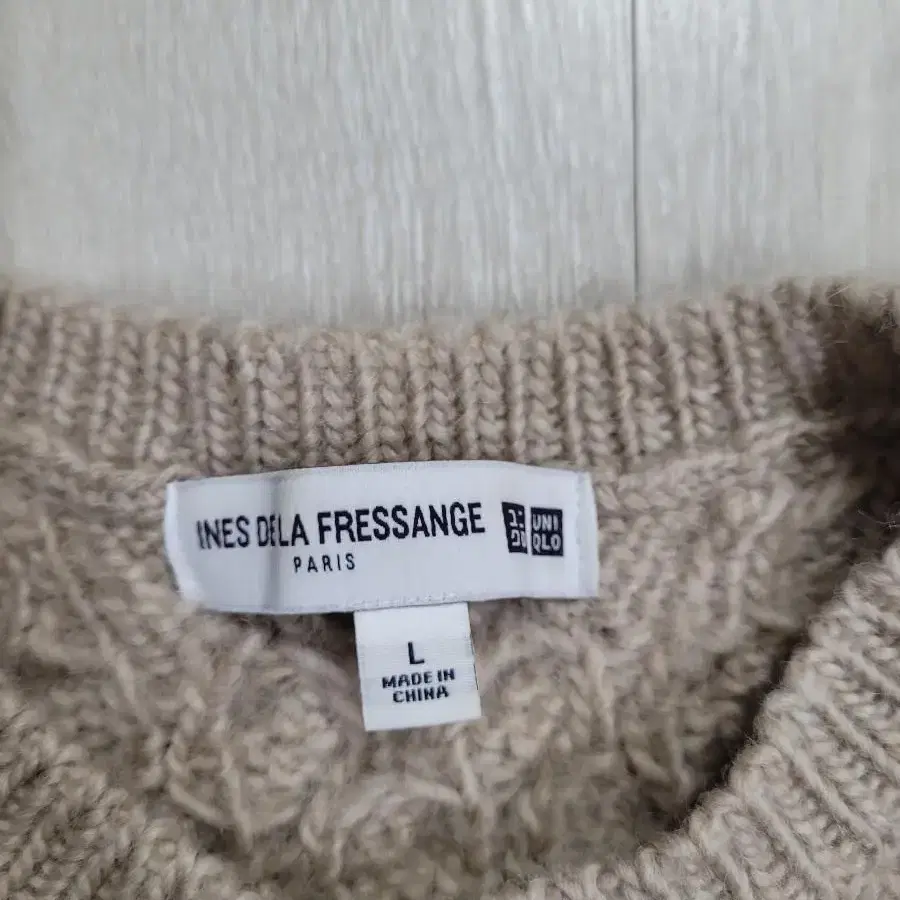 INES DE LA FRESSANGE
PARIS
ユニ
クロ
UNI
QLO
L
MADE IN
CHINA